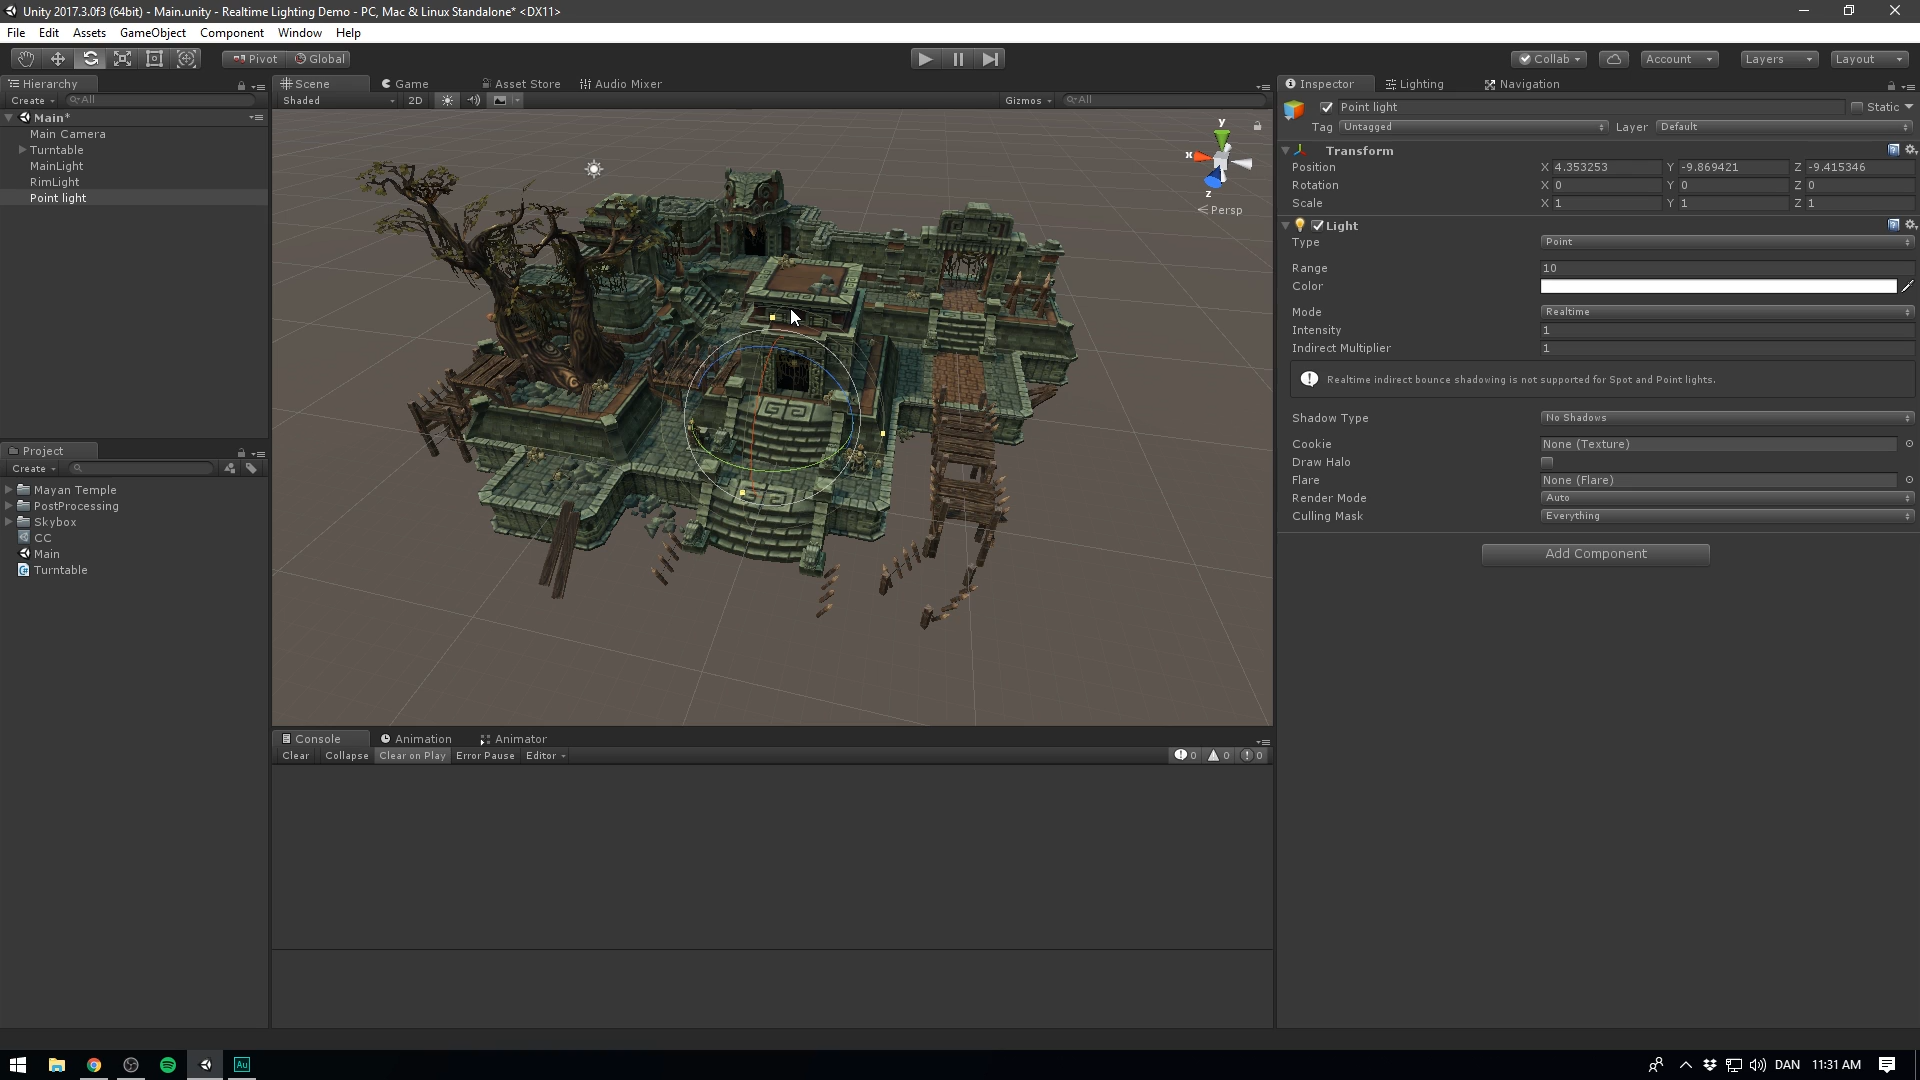 Unity 2017.3.0f3 (64bit) - Main.unity - Realtime Lighting Demo - PC, Mac & Linux Standalone* <DX11>
File Edit Assets GameObject Component Window Help
Pivot Global Collab Account Layers Layout
Hierarchy
Create All
Main*
Main Camera
Turntable
MainLight
RimLight
Point light
Project
Create
Mayan Temple
PostProcessing
Skybox
CC
Main
Turntable
Scene Game Asset Store Audio Mixer
Shaded 2D Gizmos All
y
x
z
Persp
Console Animation Animator
Clear Collapse Clear on Play Error Pause Editor 0 0 0
Inspector Lighting Navigation
Point light Static
Tag Untagged Layer Default
Transform
Position X 4.353253 Y -9.869421 Z -9.415346
Rotation X 0 Y 0 Z 0
Scale X 1 Y 1 Z 1
Light
Type Point
Range 10
Color
Mode Realtime
Intensity 1
Indirect Multiplier 1
Realtime indirect bounce shadowing is not supported for Spot and Point lights.
Shadow Type No Shadows
Cookie None (Texture)
Draw Halo
Flare None (Flare)
Render Mode Auto
Culling Mask Everything
Add Component
Au DAN 11:31 AM